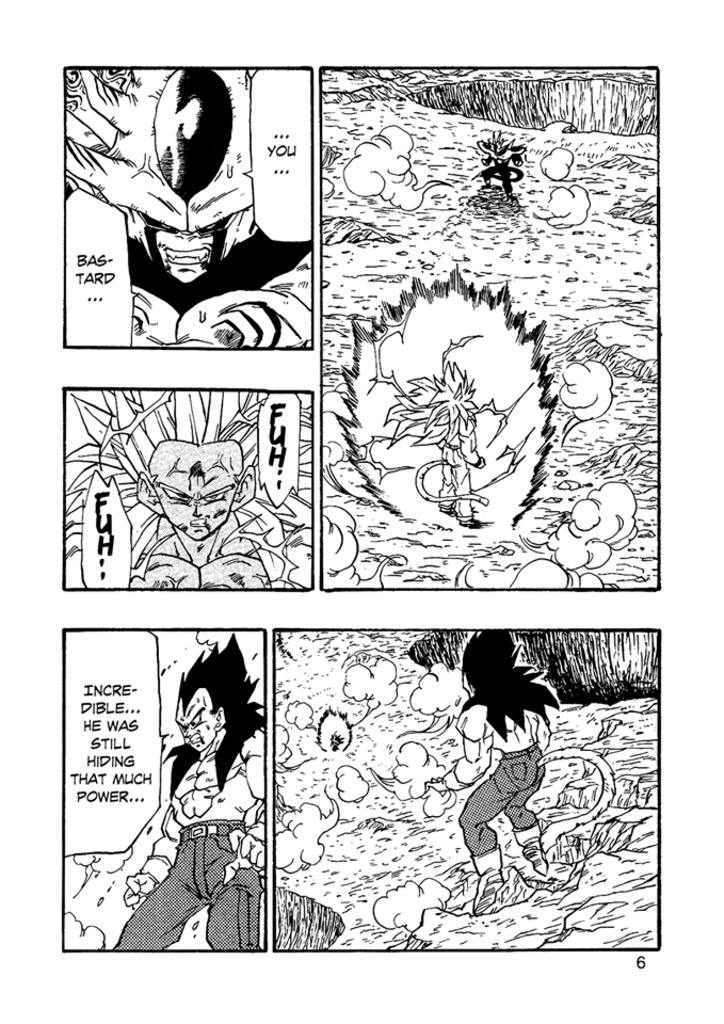 ...
YOU
...
BAS-
TARD
...
FUH!!
FUH!!
INCRE-
DIBLE...
HE WAS
STILL
HIDING
THAT MUCH
POWER...
6